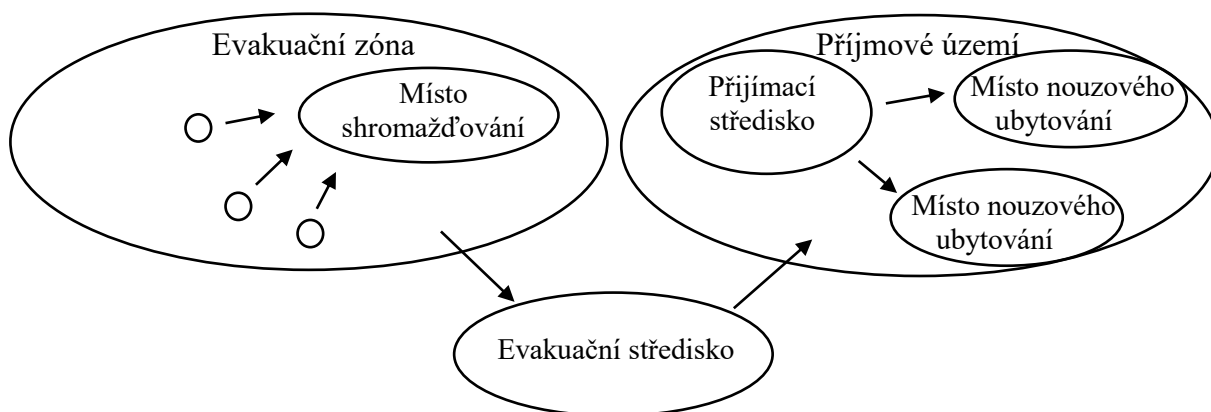 Evakuační zóna
Místo
shromažďování
Příjmové území
Přijímací
středisko
Místo nouzového
ubytování
Místo nouzového
ubytování
Evakuační středisko